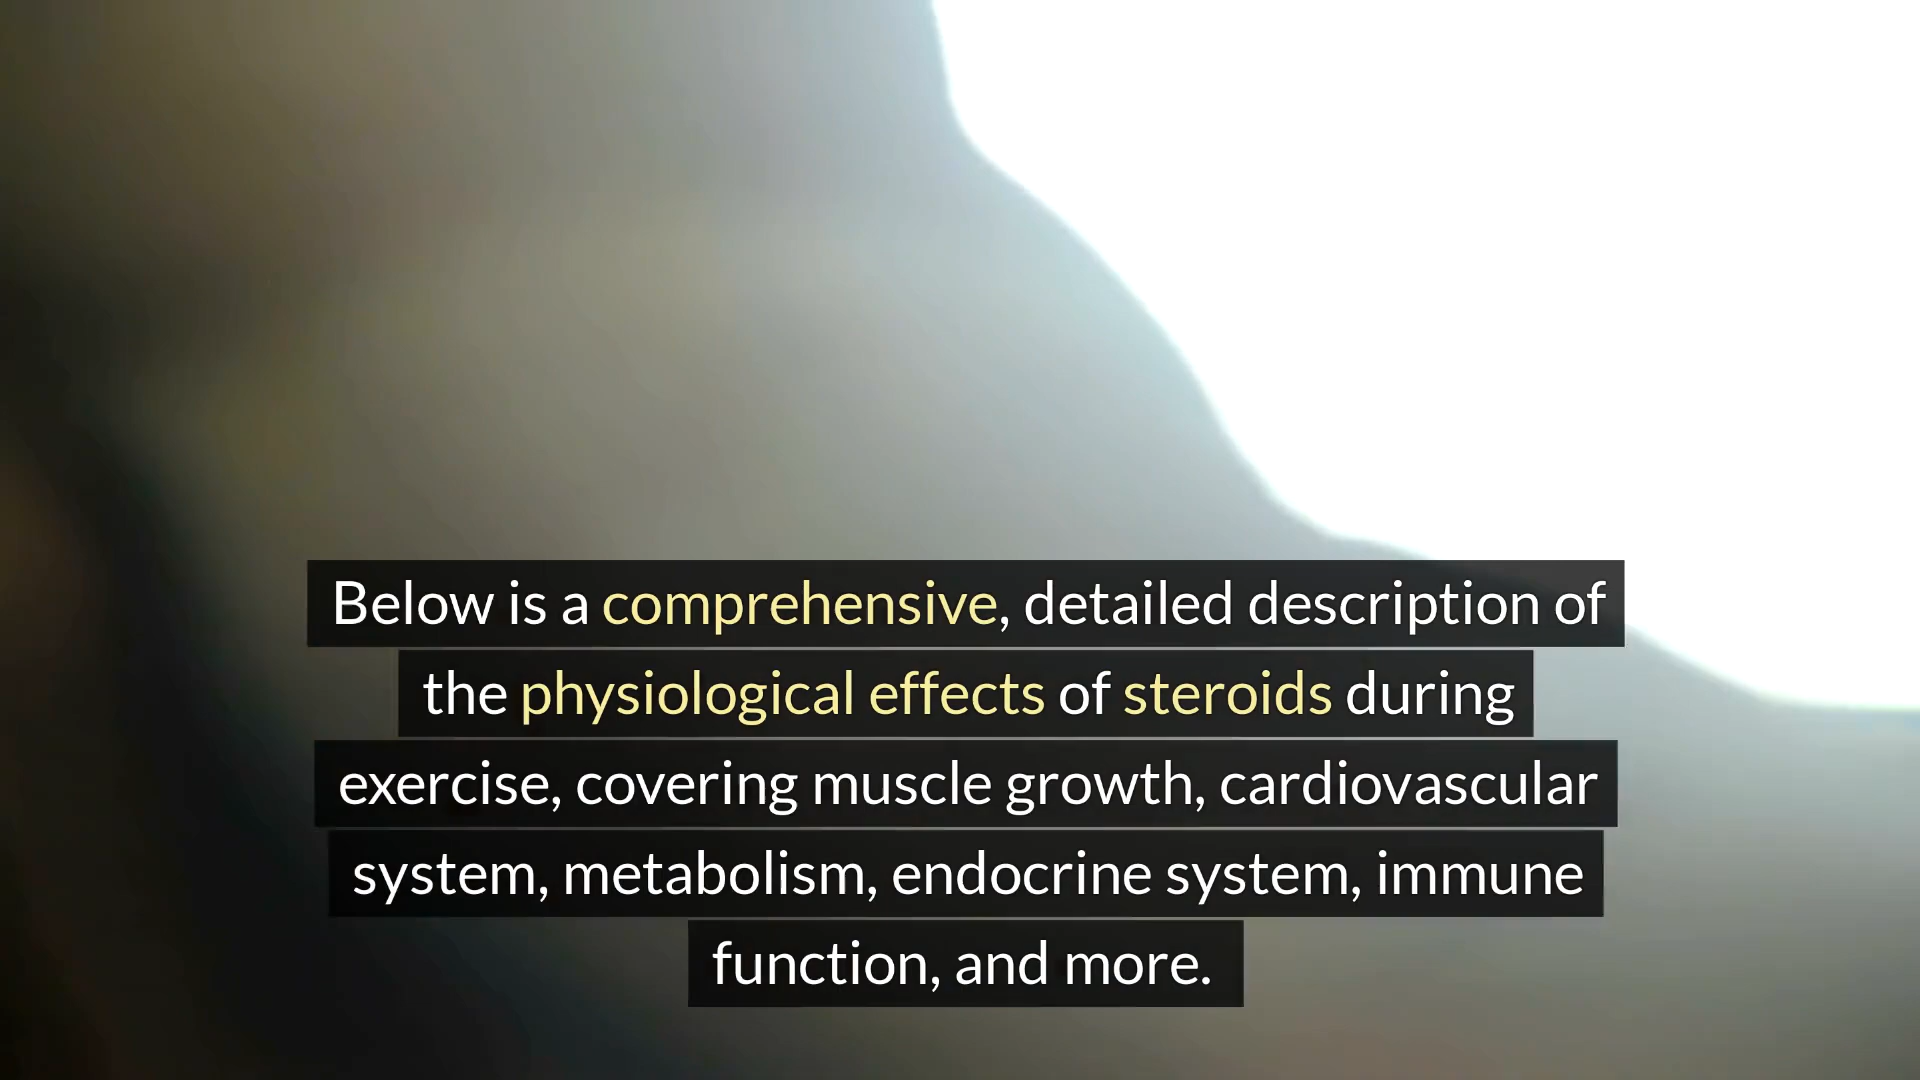 Below is a comprehensive, detailed description of
the physiological effects of steroids during
exercise, covering muscle growth, cardiovascular
system, metabolism, endocrine system, immune
function, and more.